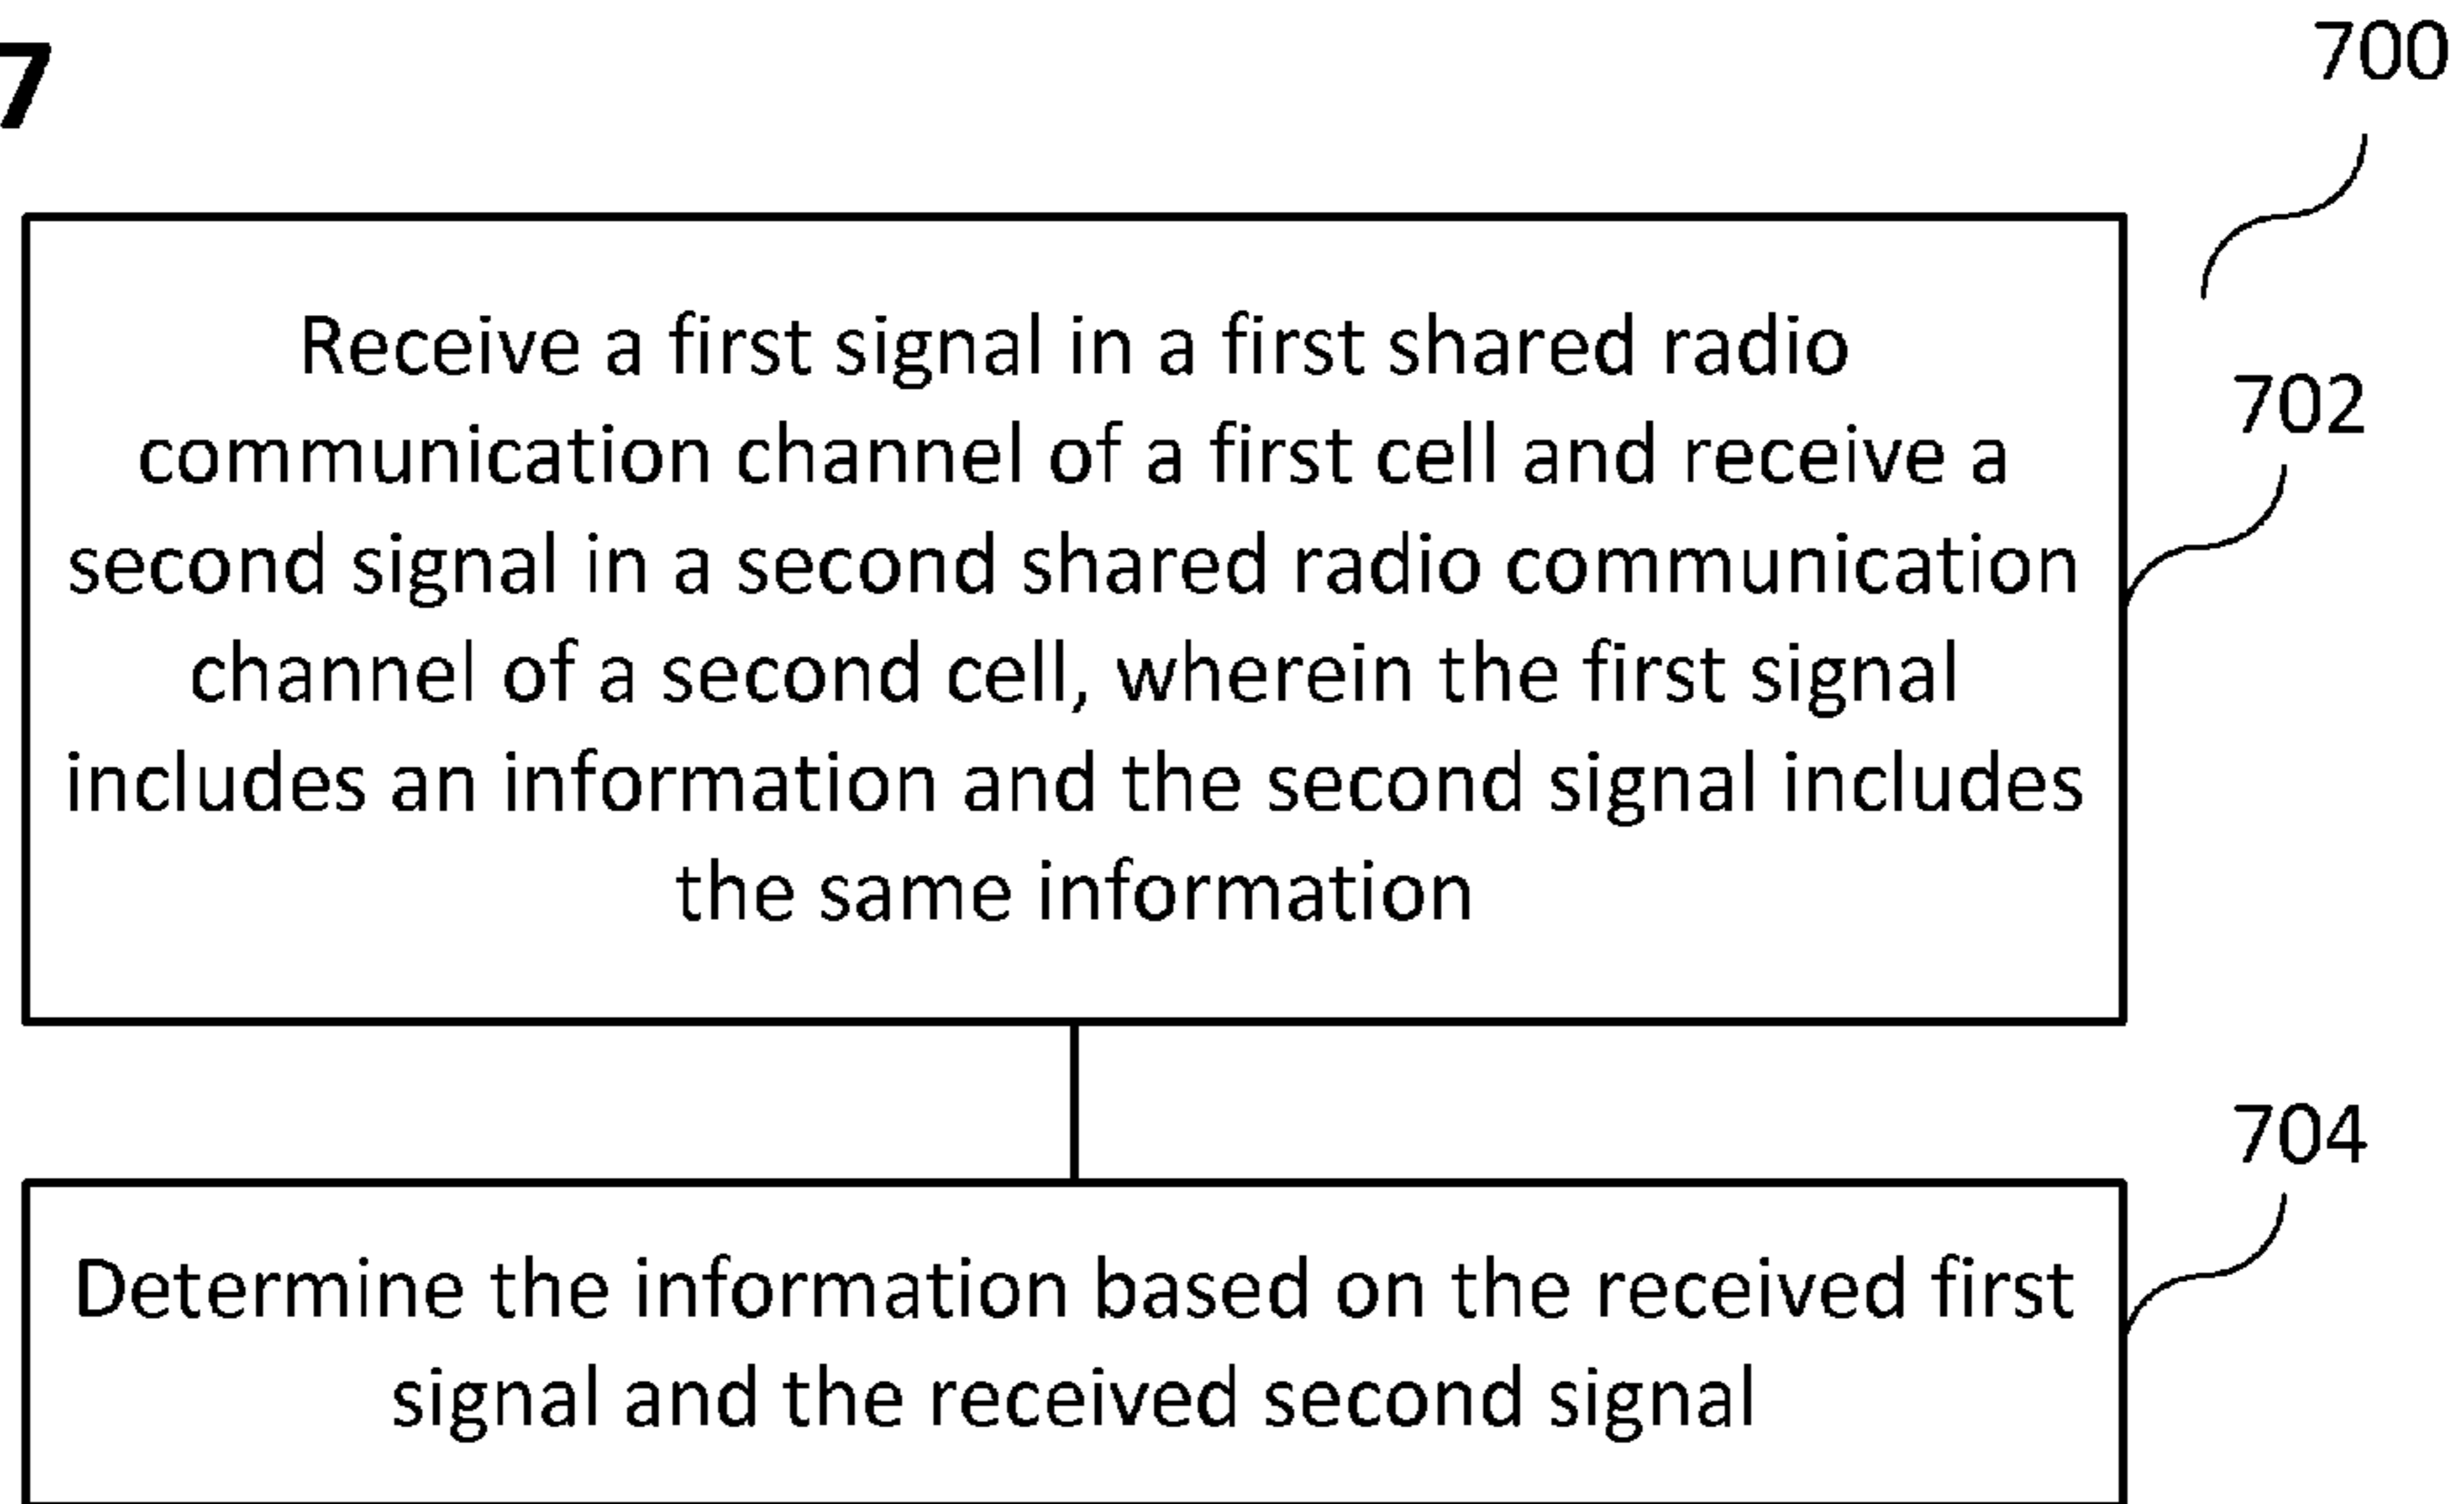 7
700
Receive a first signal in a first shared radio
communication channel of a first cell and receive a
second signal in a second shared radio communication
channel of a second cell, wherein the first signal
includes an information and the second signal includes
the same information
702
Determine the information based on the received first
signal and the received second signal
704